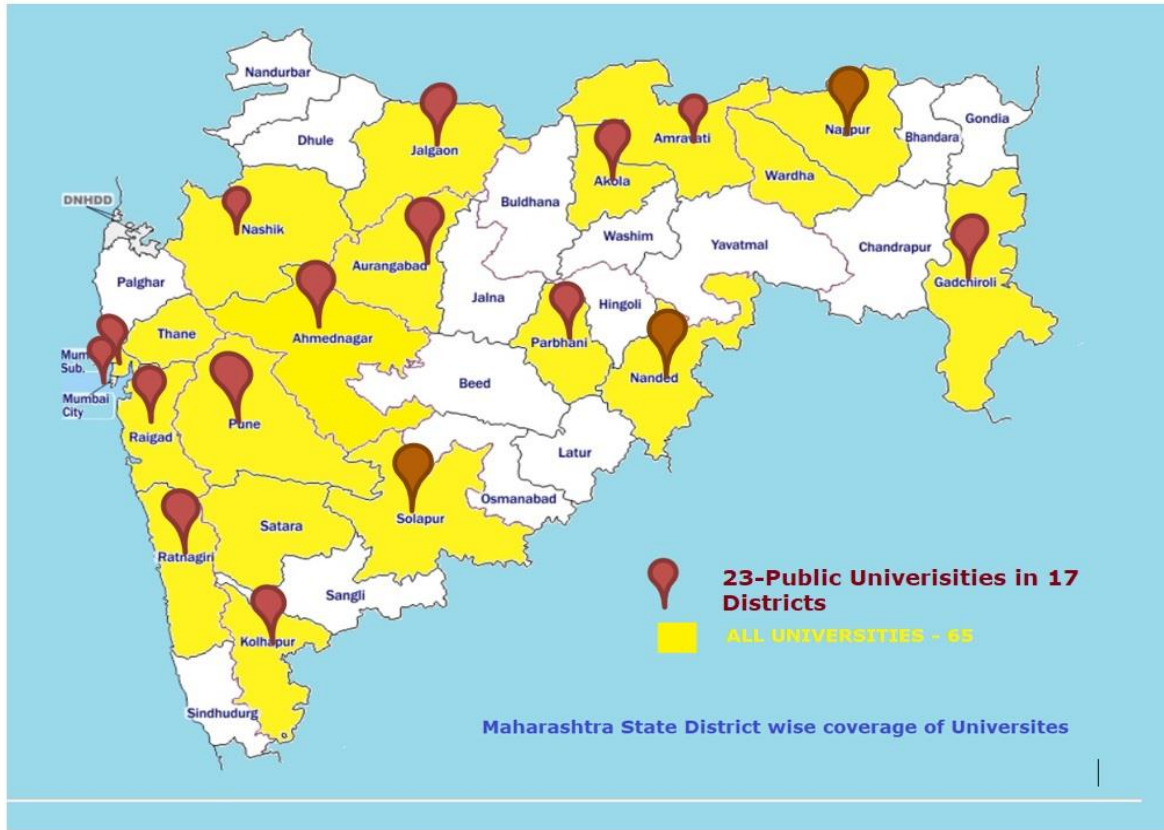 Nandurbar
Dhule
Jalgaon
Amravati
Nagpur
Bhandara
Gondia
Akola
Wardha
Buldhana
DNHDD
Nashik
Washim
Yavatmal
Chandrapur
Aurangabad
Gadchiroli
Palghar
Jalna
Hingoli
Thane
Ahmednagar
Parbhani
Sub.
Nanded
Beed
Mumbai
City
Raigad
Pune
Latur
Osmanabad
Solapur
Satara
Ratnagiri
Sangli
Kolhapur
Sindhudurg
23-Public Univerisities in 17
Districts
ALL UNIVERSITIES - 65
Maharashtra State District wise coverage of Universites